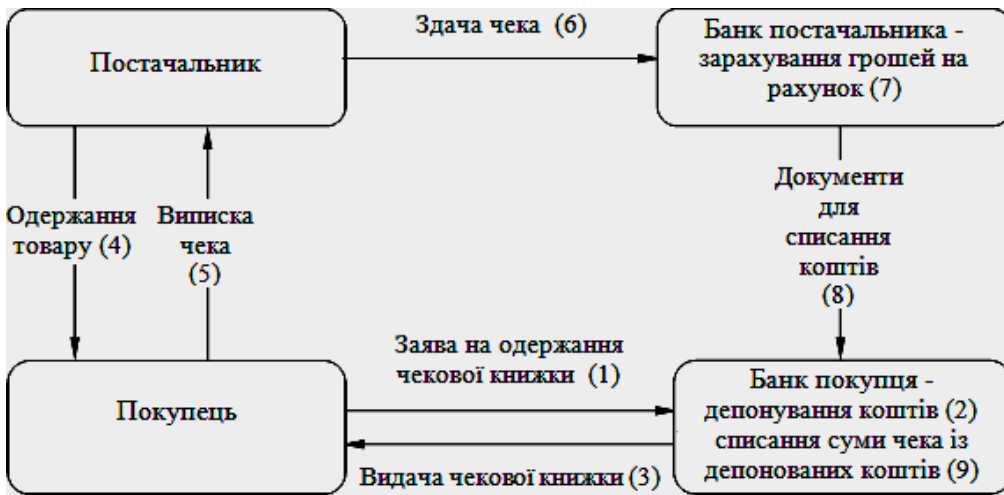 Постачальник
Здача чека (6)
Банк постачальника -
зарахування грошей на
рахунок (7)
Одержання
товару (4)
Виписка
чека
(5)
Документи
для
списання
коштів
(8)
Заява на одержання
чекової книжки (1)
Покупець
Банк покупця -
депонування коштів (2)
списання суми чека із
депонованих коштів (9)
Видача чекової книжки (3)